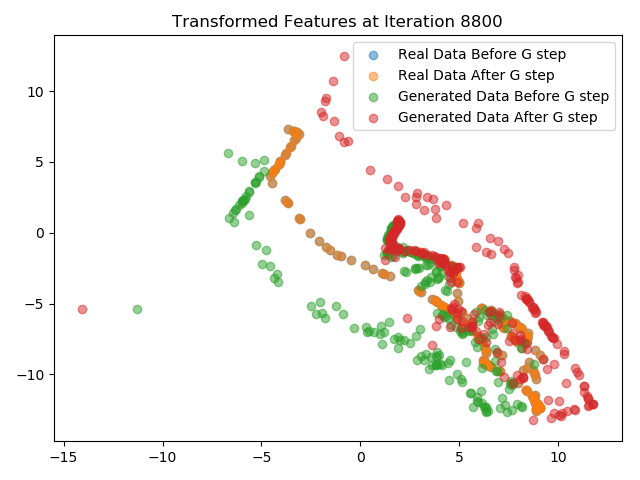 Transformed Features at Iteration 8800
Real Data Before G step
Real Data After G step
Generated Data Before G step
Generated Data After G step
10
5
0
−5
−10
−15 −10 −5 0 5 10